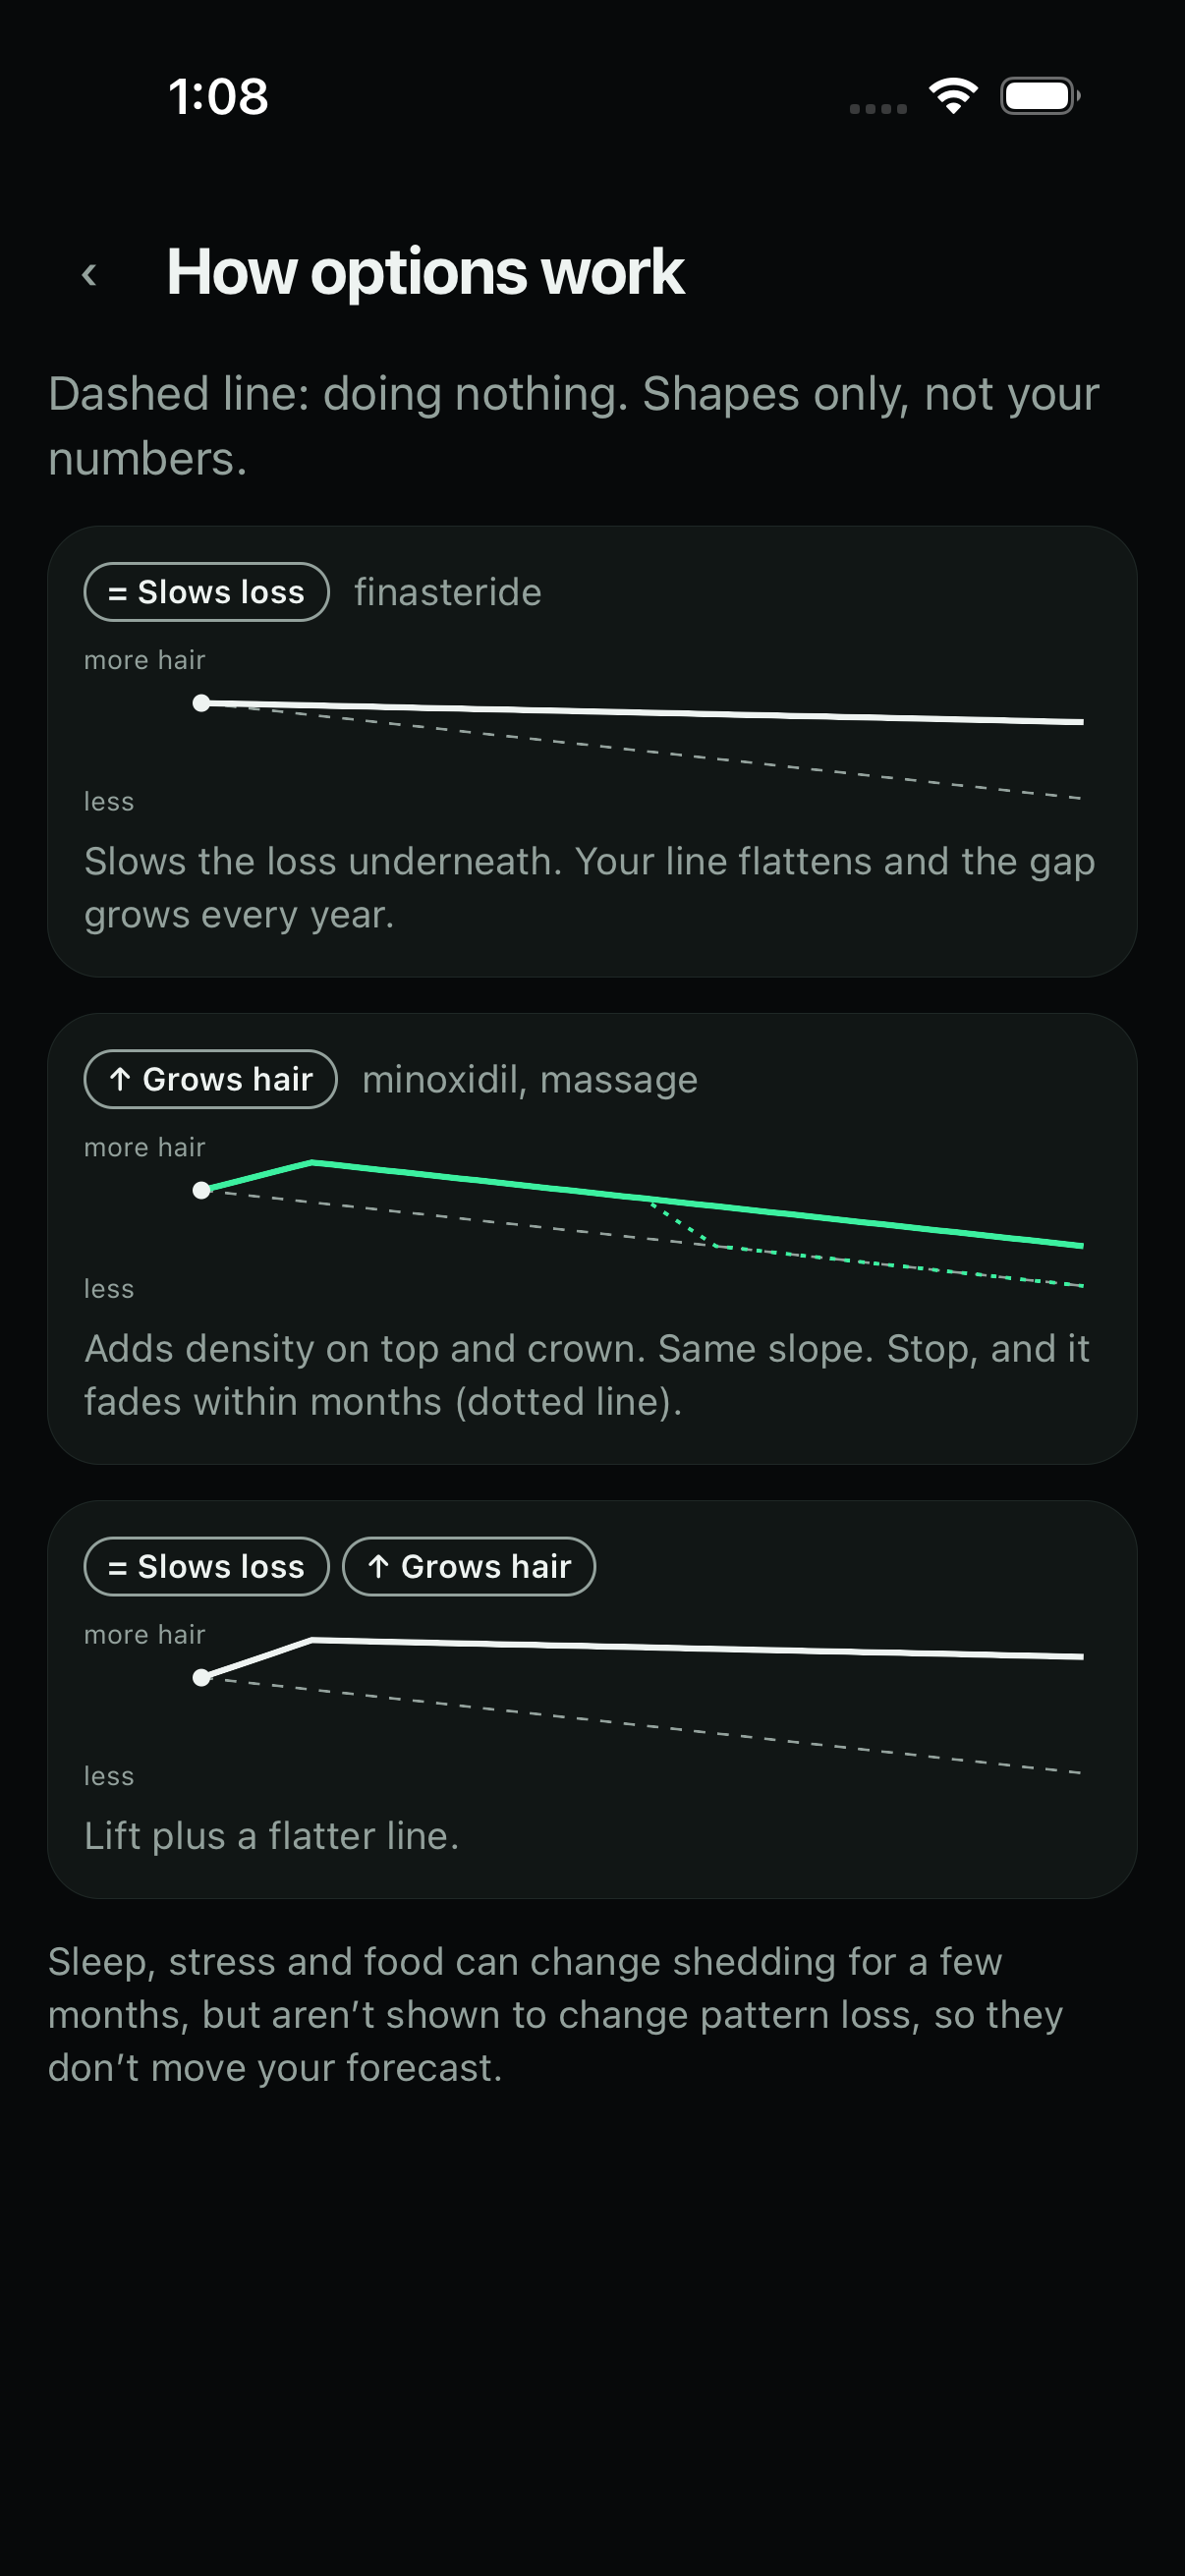 1:08
‹ How options work
Dashed line: doing nothing. Shapes only, not your
numbers.
= Slows loss finasteride
more hair
less
Slows the loss underneath. Your line flattens and the gap
grows every year.
↑ Grows hair minoxidil, massage
more hair
less
Adds density on top and crown. Same slope. Stop, and it
fades within months (dotted line).
= Slows loss ↑ Grows hair
more hair
less
Lift plus a flatter line.
Sleep, stress and food can change shedding for a few
months, but aren’t shown to change pattern loss, so they
don’t move your forecast.